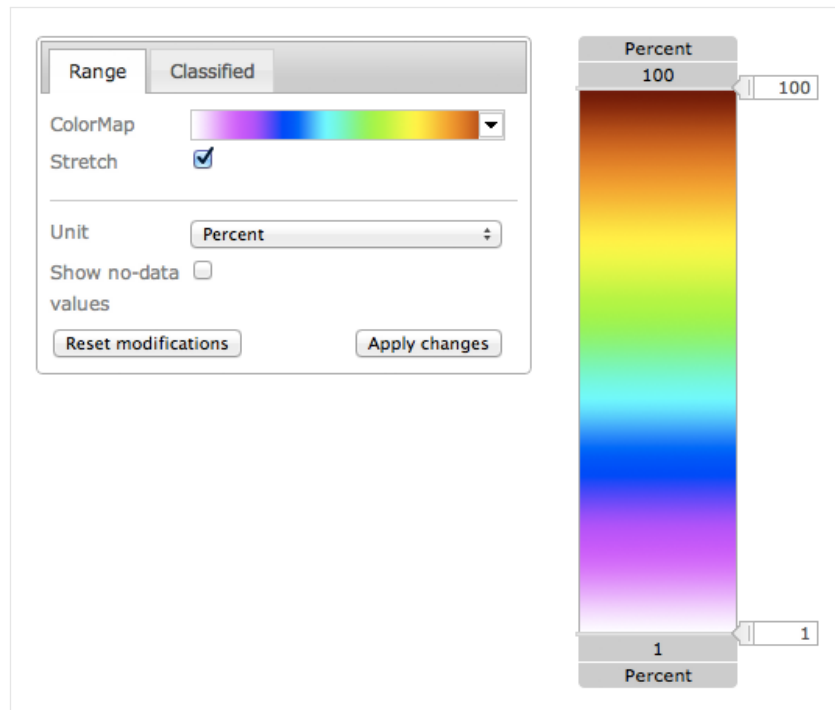 Range Classified
ColorMap
Stretch
Unit Percent
Show no-data
values
Reset modifications Apply changes
Percent
100
100
1
1
Percent